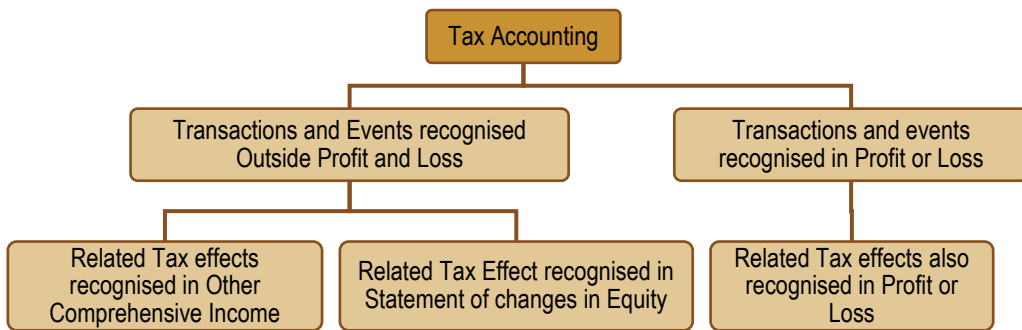 Tax Accounting
Transactions and Events recognised
Outside Profit and Loss
Transactions and events
recognised in Profit or Loss
Related Tax effects
recognised in Other
Comprehensive Income
Related Tax Effect recognised in
Statement of changes in Equity
Related Tax effects also
recognised in Profit or
Loss